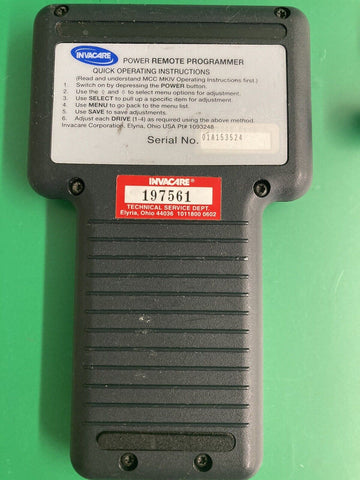 INVACARE
POWER REMOTE PROGRAMMER
QUICK OPERATING INSTRUCTIONS
(Read and understand MCC MKIV Operating Instructions first.)
1. Switch on by depressing the POWER button.
2. Use the ⇧ and ⇩ to select menu options for adjustment.
3. Use SELECT to pull up a specific item for adjustment.
4. Use MENU to go back to the menu list.
5. Use SAVE to save adjustments.
6. Adjust each DRIVE (1-4) as required using the above method.
Invacare Corporation, Elyria, Ohio USA Pt# 1093248
Serial No. 01A153524
INVACARE®
197561
TECHNICAL SERVICE DEPT.
Elyria, Ohio 44036 1011800 0602